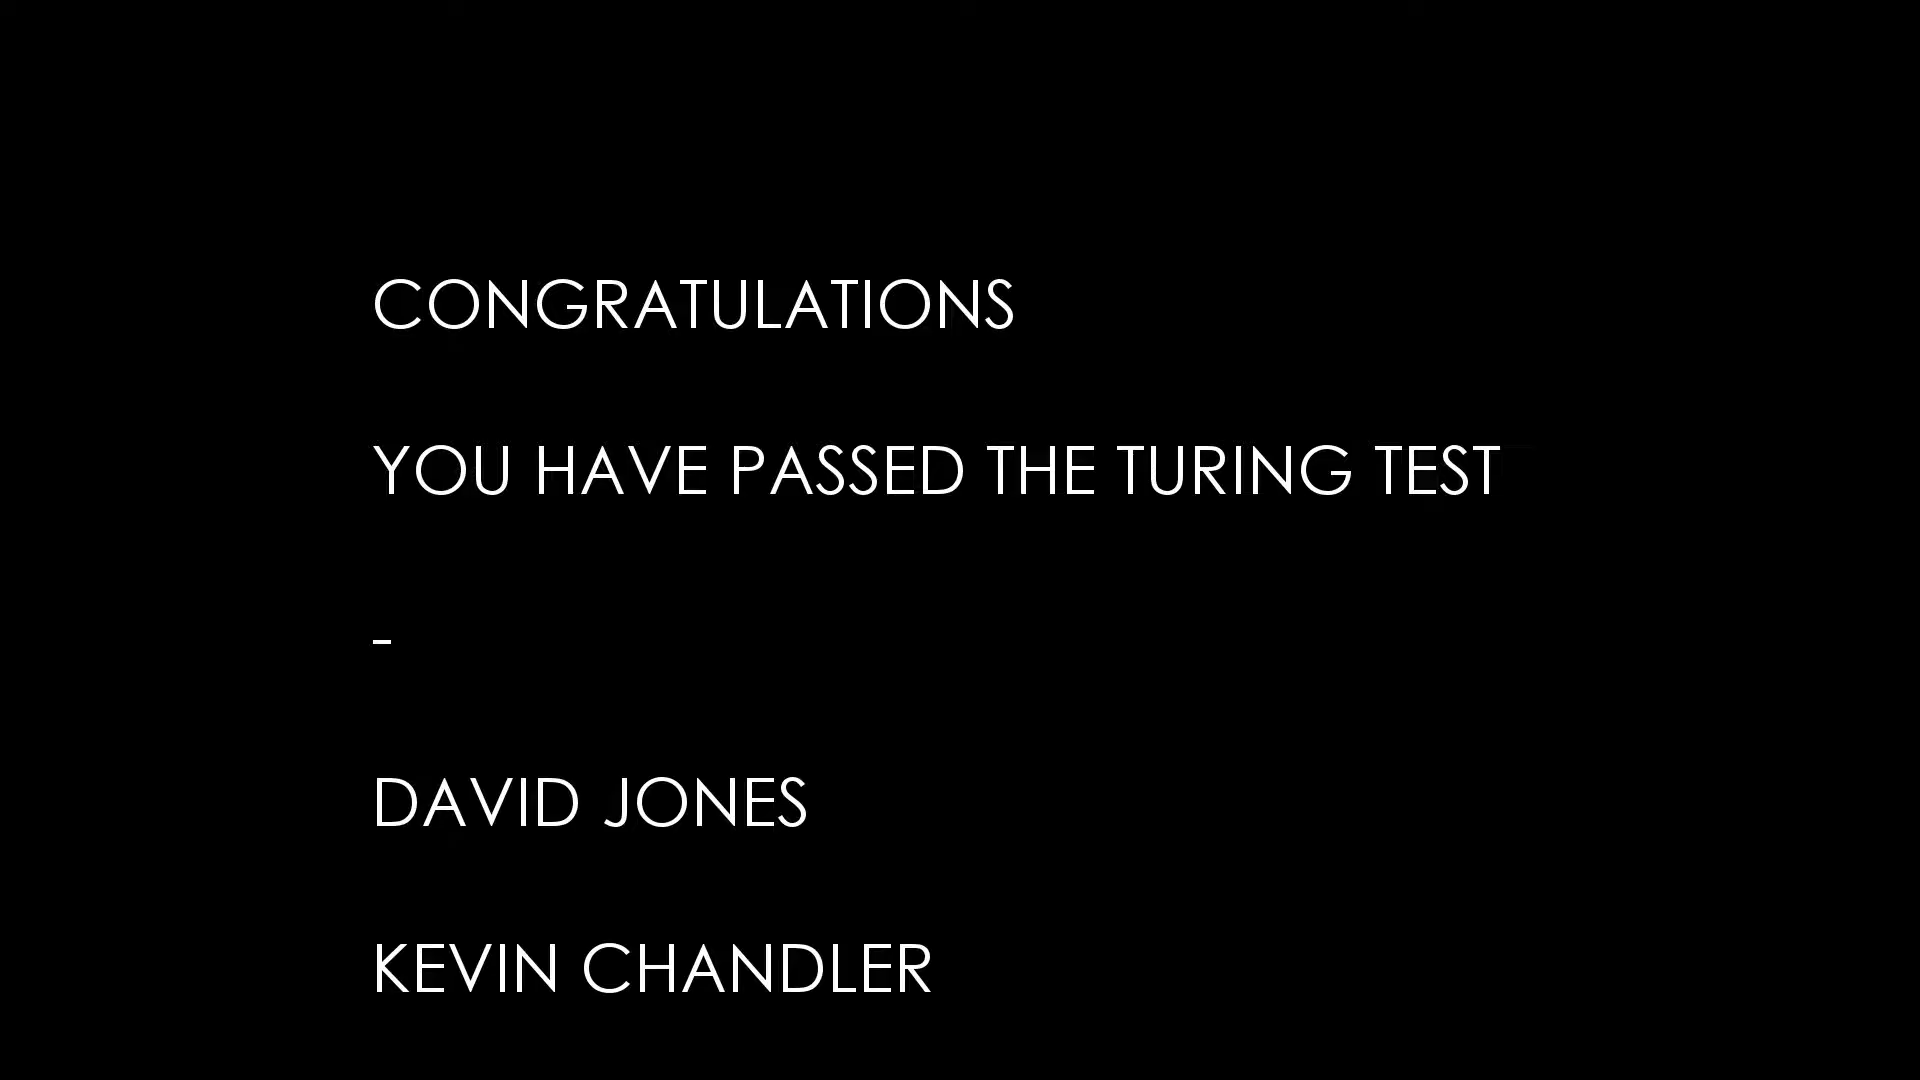 CONGRATULATIONS
YOU HAVE PASSED THE TURING TEST
-
DAVID JONES
KEVIN CHANDLER